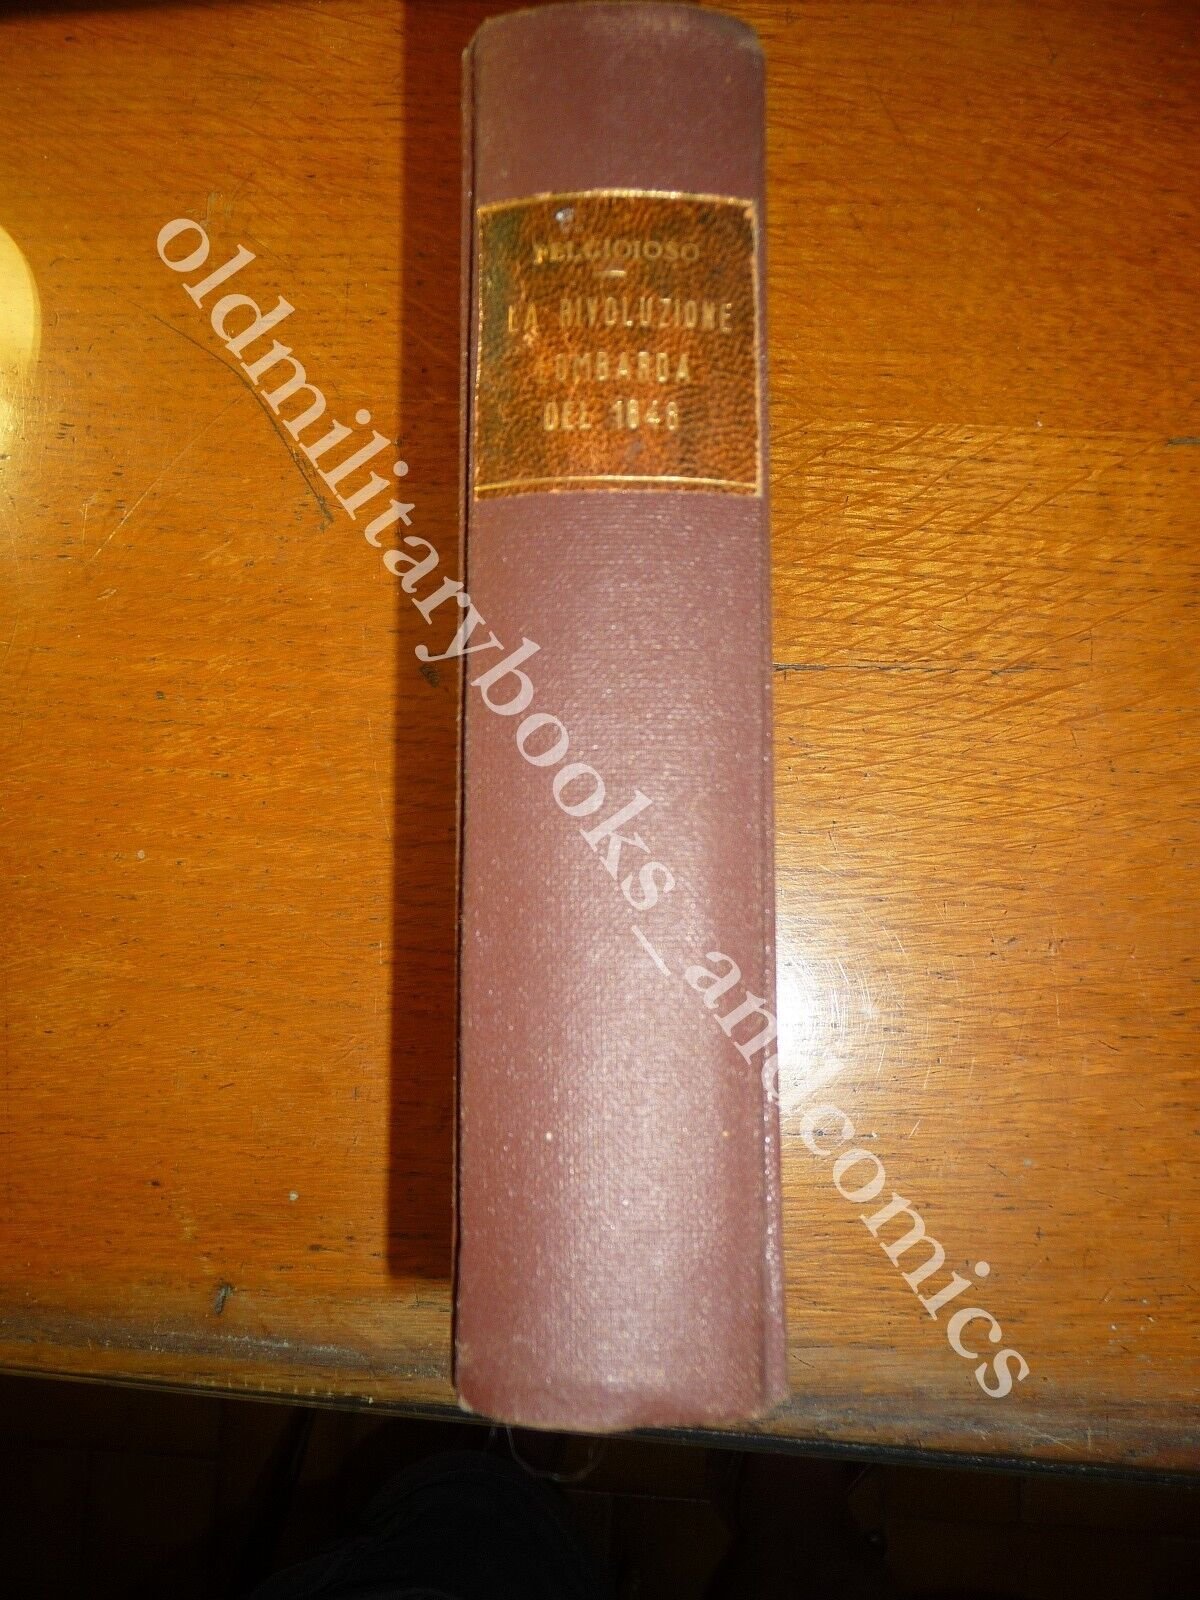 BELGIOIOSO
LA RIVOLUZIONE
LOMBARDA
DEL 1848
oldmilitarybooks_andcomics